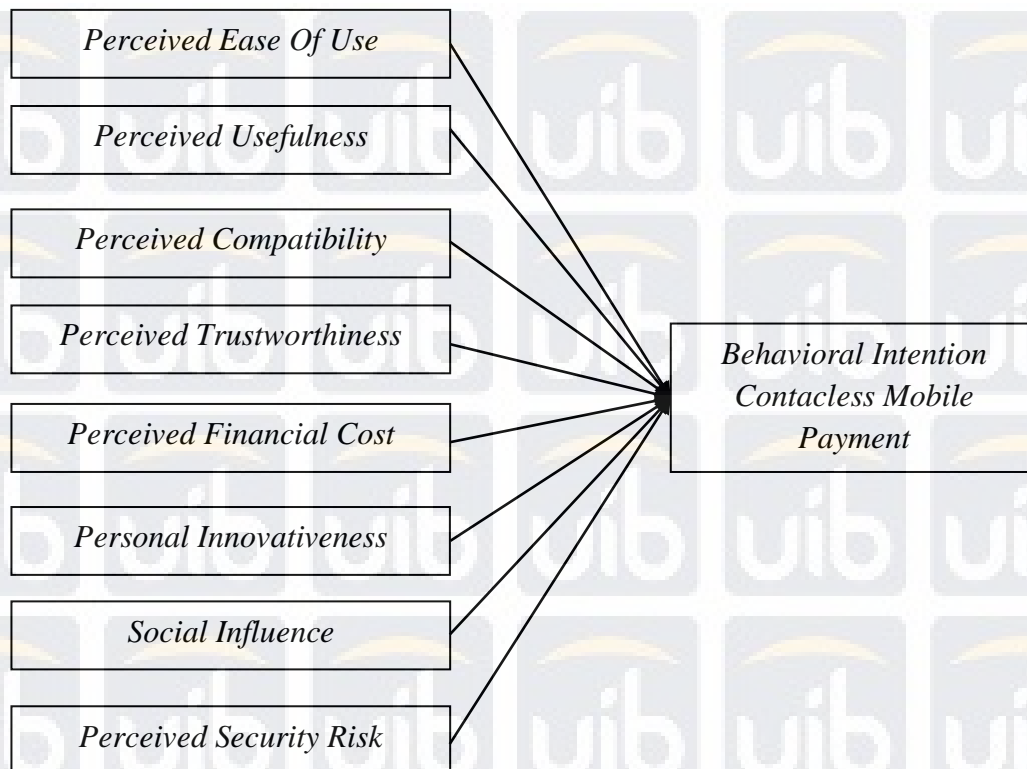 Perceived Ease Of Use
Perceived Usefulness
Perceived Compatibility
Perceived Trustworthiness
Perceived Financial Cost
Personal Innovativeness
Social Influence
Perceived Security Risk
Behavioral Intention
Contacless Mobile
Payment
uib